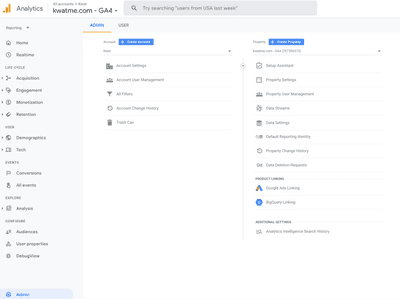 Analytics
All accounts > Kwat
kwatme.com - GA4
Try searching "users from USA last week"
Reporting
ADMIN
USER
Home
Realtime
LIFE CYCLE
Acquisition
Engagement
Monetization
Retention
USER
Demographics
Tech
EVENTS
Conversions
All events
EXPLORE
Analysis
CONFIGURE
Audiences
User properties
DebugView
Admin
Account
Create Account
Kwat
Account Settings
Account User Management
All Filters
Account Change History
Trash Can
Property
Create Property
Setup Assistant
Property Settings
Property User Management
Data Streams
Data Settings
Default Reporting Identity
Property Change History
Data Deletion Requests
PRODUCT LINKING
Google Ads Linking
BigQuery Linking
ADDITIONAL SETTINGS
Analytics Intelligence Search History